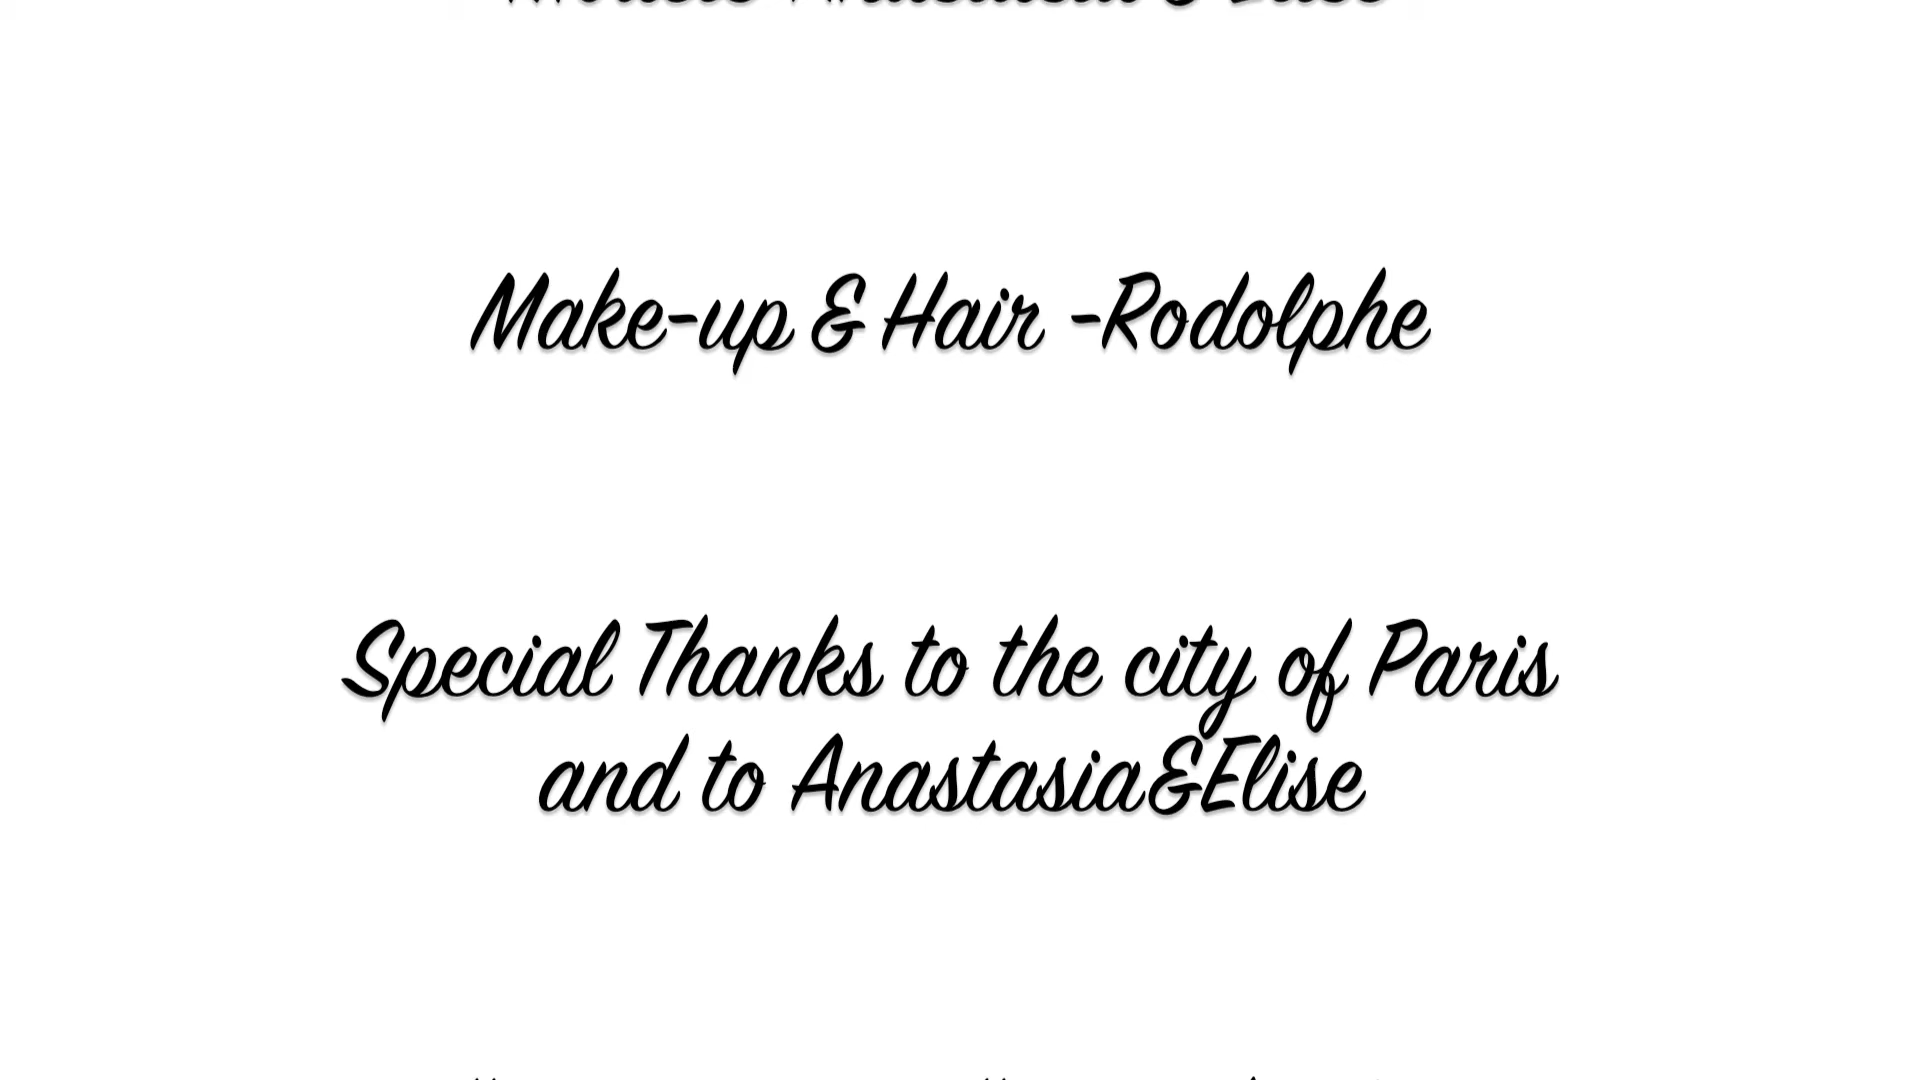 Make-up & Hair -Rodolphe
Special Thanks to the city of Paris
and to Anastasia&Elise